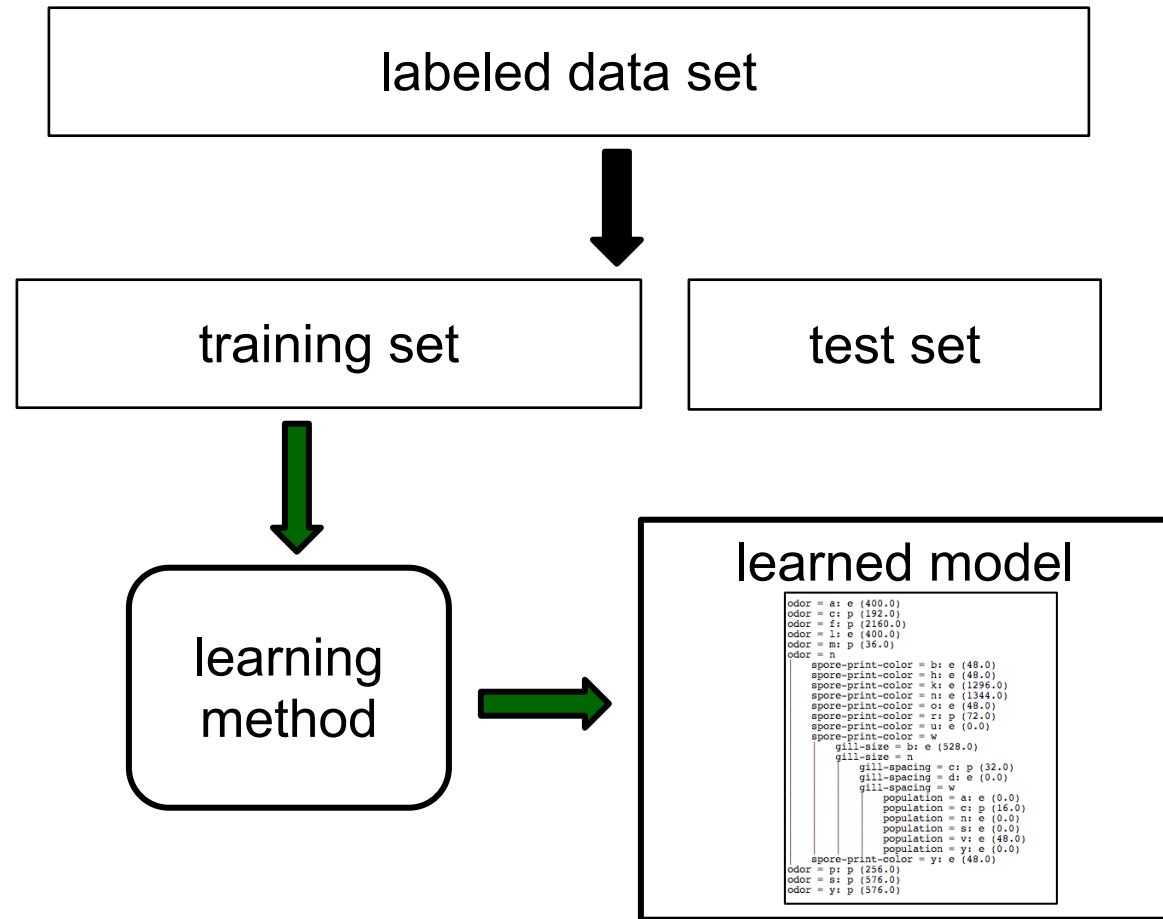 labeled data set
training set
test set
learning
method
learned model
odor = a: e (400.0)
odor = c: p (192.0)
odor = f: p (2160.0)
odor = l: e (400.0)
odor = m: p (36.0)
odor = n
|   spore-print-color = b: e (48.0)
|   spore-print-color = h: e (48.0)
|   spore-print-color = k: e (1296.0)
|   spore-print-color = n: e (1344.0)
|   spore-print-color = o: e (48.0)
|   spore-print-color = r: p (72.0)
|   spore-print-color = u: e (0.0)
|   spore-print-color = w
|   |   gill-size = b: e (528.0)
|   |   gill-size = n
|   |   |   gill-spacing = c: p (32.0)
|   |   |   gill-spacing = d: e (0.0)
|   |   |   gill-spacing = w
|   |   |   |   population = a: e (0.0)
|   |   |   |   population = c: p (16.0)
|   |   |   |   population = n: e (0.0)
|   |   |   |   population = s: e (0.0)
|   |   |   |   population = v: e (48.0)
|   |   |   |   population = y: e (0.0)
|   spore-print-color = y: e (48.0)
odor = p: p (256.0)
odor = s: p (576.0)
odor = y: p (576.0)